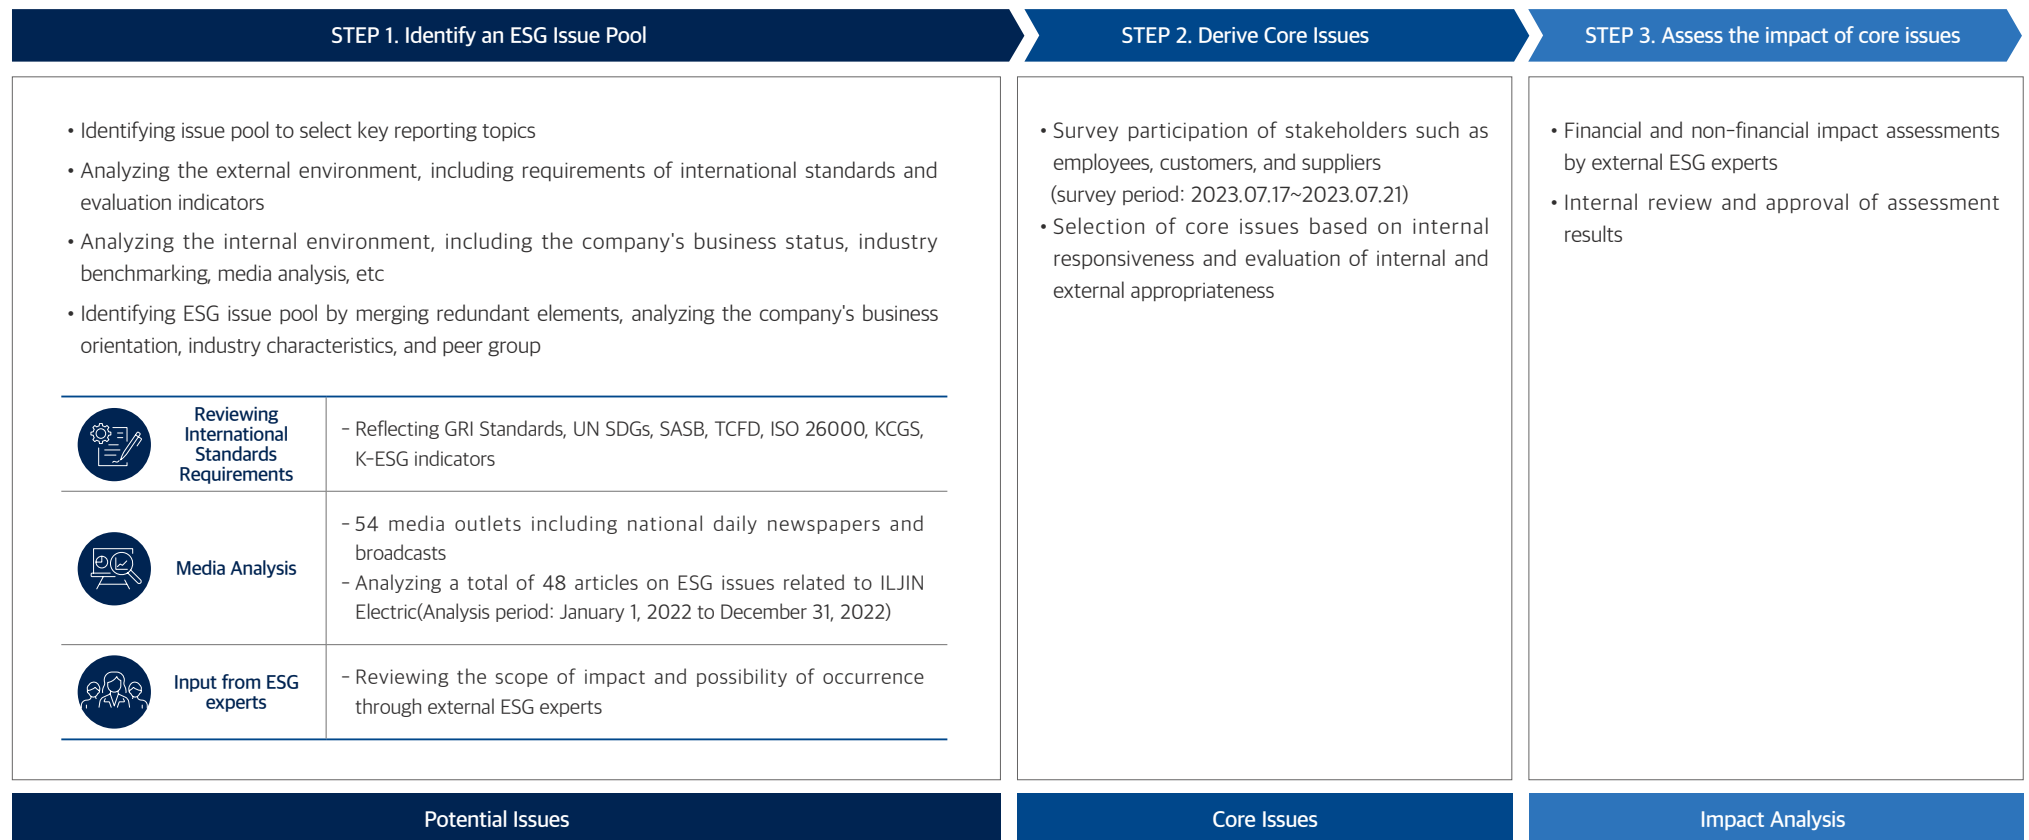 STEP 1. Identify an ESG Issue Pool
• Identifying issue pool to select key reporting topics
• Analyzing the external environment, including requirements of international standards and
evaluation indicators
• Analyzing the internal environment, including the company's business status, industry
benchmarking, media analysis, etc
• Identifying ESG issue pool by merging redundant elements, analyzing the company's business
orientation, industry characteristics, and peer group
Reviewing
International
Standards
Requirements
- Reflecting GRI Standards, UN SDGs, SASB, TCFD, ISO 26000, KCGS,
K-ESG indicators
Media Analysis
- 54 media outlets including national daily newspapers and
broadcasts
- Analyzing a total of 48 articles on ESG issues related to ILJIN
Electric(Analysis period: January 1, 2022 to December 31, 2022)
Input from ESG
experts
- Reviewing the scope of impact and possibility of occurrence
through external ESG experts
Potential Issues
STEP 2. Derive Core Issues
• Survey participation of stakeholders such as
employees, customers, and suppliers
(survey period: 2023.07.17~2023.07.21)
• Selection of core issues based on internal
responsiveness and evaluation of internal and
external appropriateness
Core Issues
STEP 3. Assess the impact of core issues
• Financial and non-financial impact assessments
by external ESG experts
• Internal review and approval of assessment
results
Impact Analysis